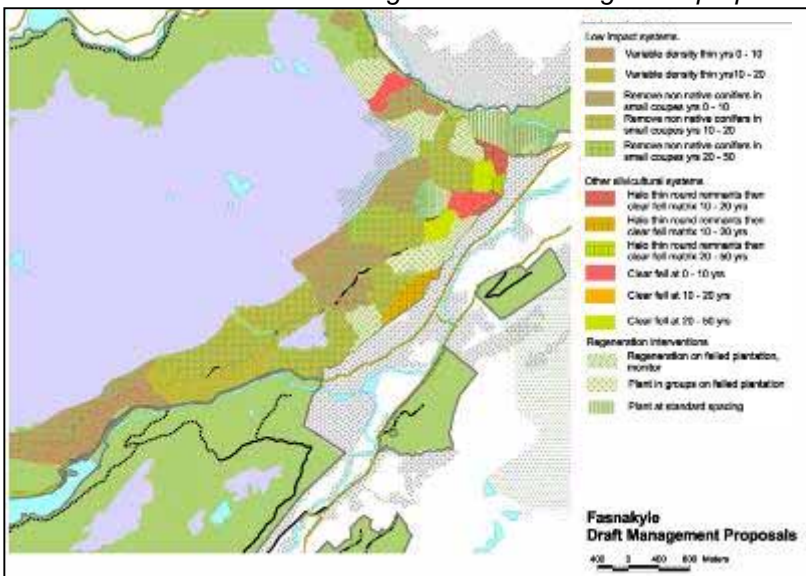 Low Impact systems.
Variable density thin yrs 0 - 10
Variable density thin yrs10 - 20
Remove non native conifers in
small coupes yrs 0 - 10
Remove non native conifers in
small coupes yrs 10 - 20
Remove non native conifers in
small coupes yrs 20 - 50
Other silvicultural systems
Halo thin round remnants then
clear fell matrix 10 - 20 yrs
Halo thin round remnants then
clear fell matrix 10 - 20 yrs
Halo thin round remnants then
clear fell matrix 20 - 50 yrs
Clear fell at 0 - 10 yrs
Clear fell at 10 - 20 yrs
Clear fell at 20 - 50 yrs
Regeneration interventions
Regeneration on felled plantation,
monitor
Plant in groups on felled plantation
Plant at standard spacing
Fasnakyle
Draft Management Proposals
400 0 400 800 Meters